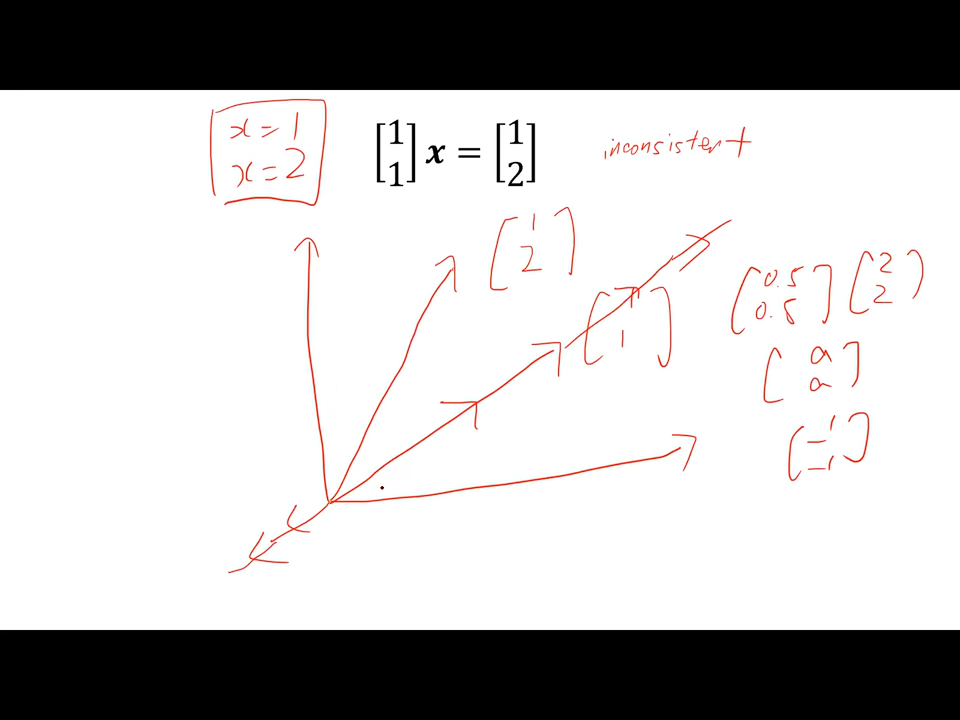 x = 1
x = 2
[1 1] x = [1 2]
inconsistent
[1 2]
[1 1]
[0.5 0.5] [2 2]
[a a]
[-1 -1]